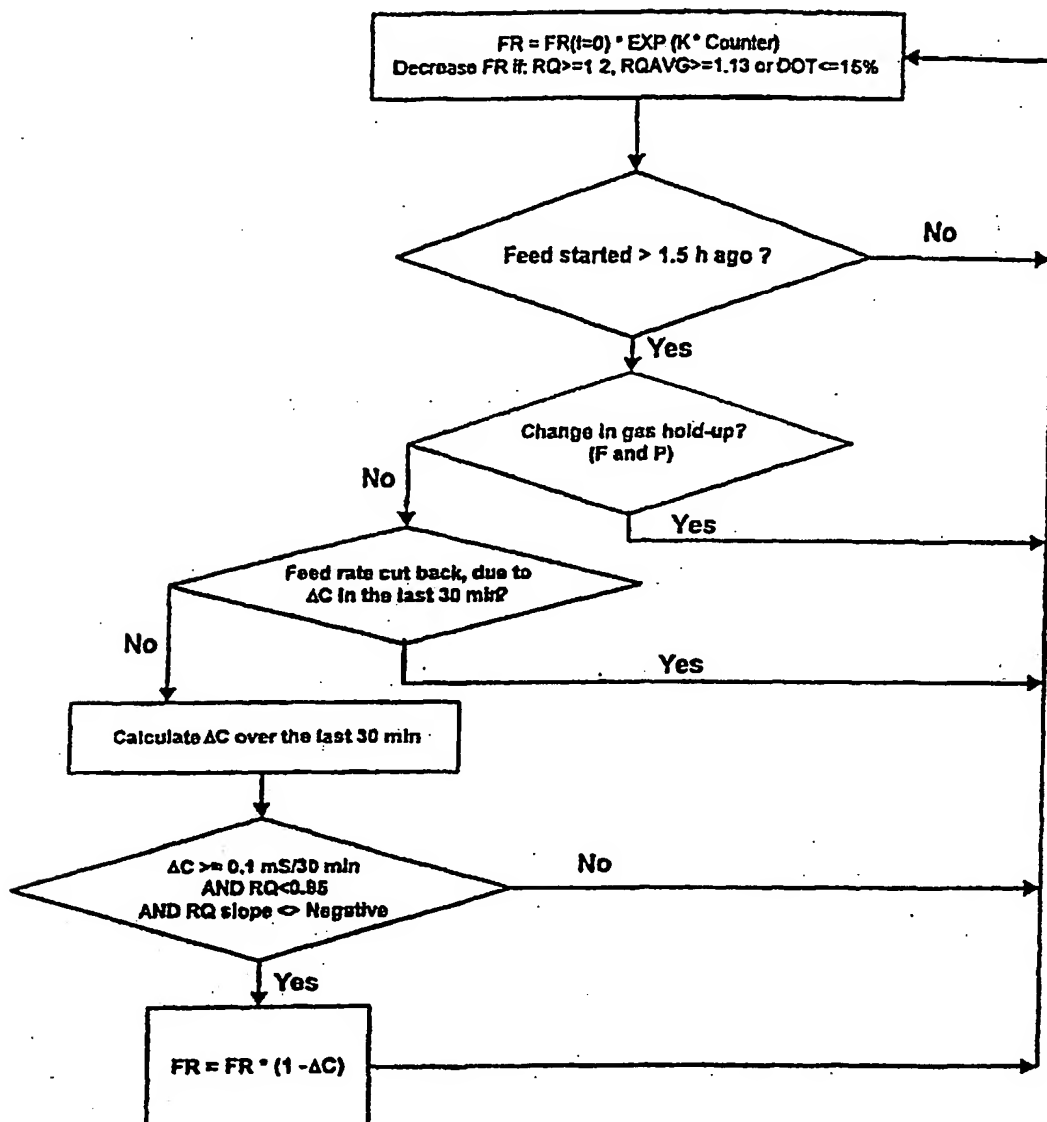 FR = FR(t=0) * EXP (K* Counter)
Decrease FR if: RQ>=1 2, RQAVG>=1.13 or DOT<=15%
Feed started > 1.5 h ago ?
No
Yes
Change in gas hold-up?
(F and P)
No
Yes
Feed rate cut back, due to
ΔC in the last 30 min?
No
Yes
Calculate ΔC over the last 30 min
ΔC >= 0.1 mS/30 min
AND RQ<0.85
AND RQ slope <> Negative
No
Yes
FR = FR * (1 -ΔC)